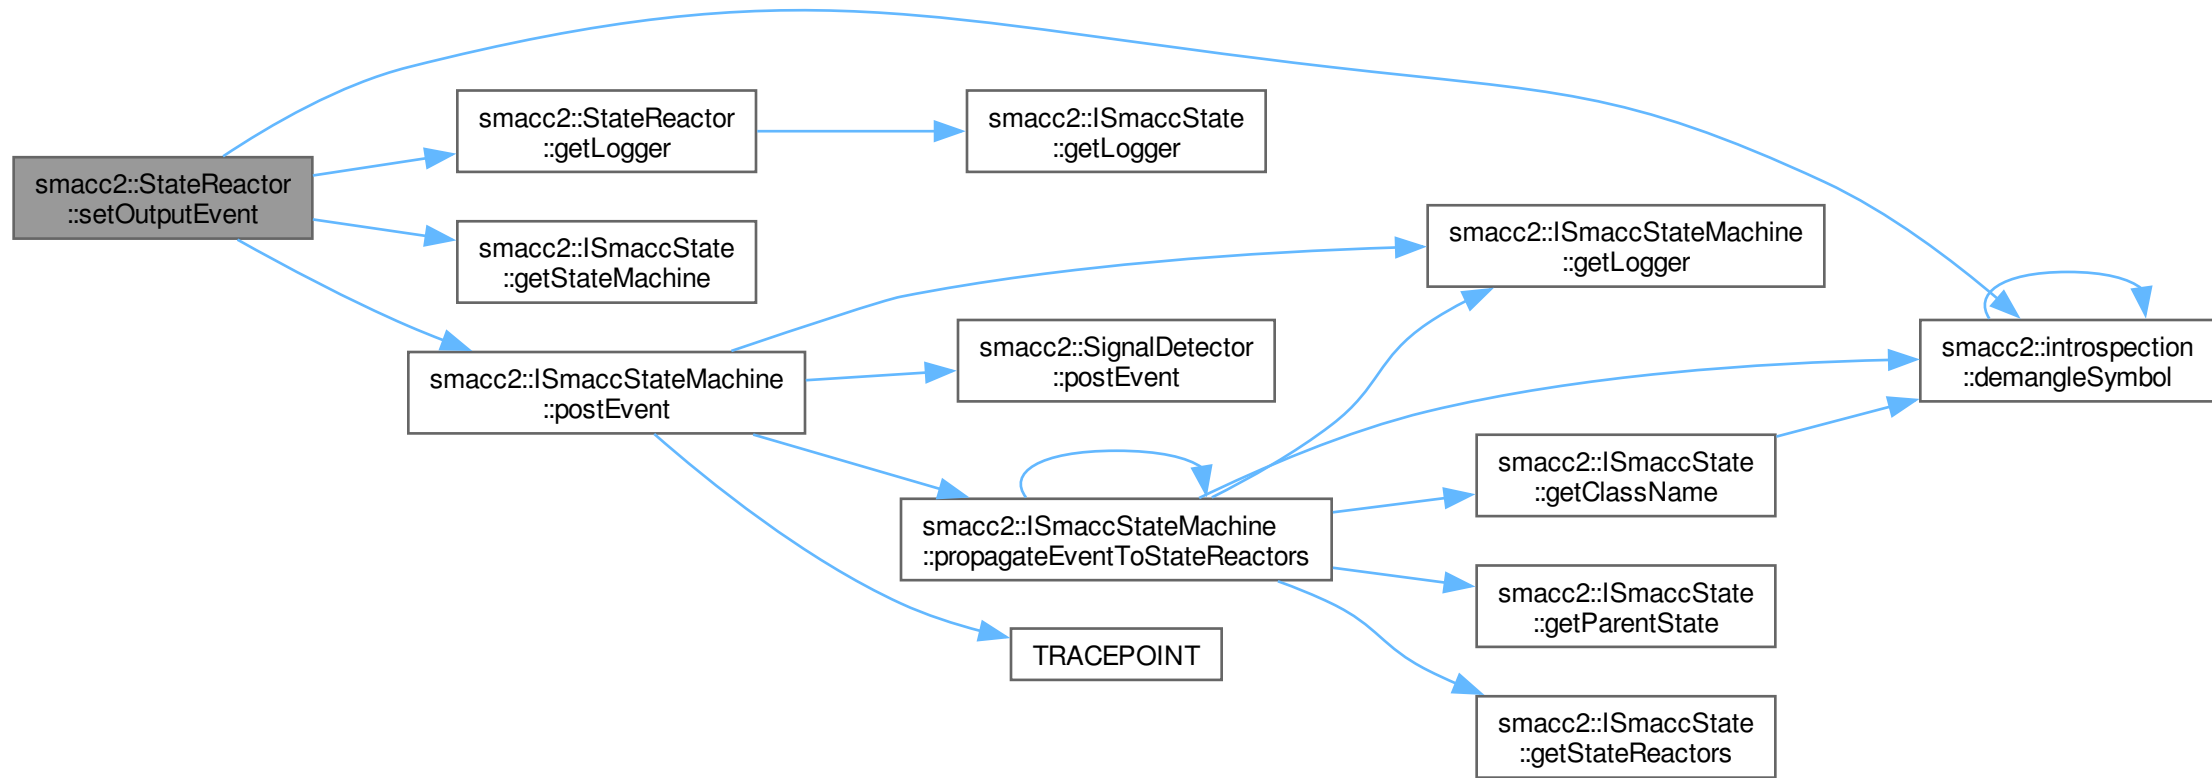 smacc2::StateReactor
::setOutputEvent
smacc2::StateReactor
::getLogger
smacc2::ISmaccState
::getLogger
smacc2::ISmaccState
::getStateMachine
smacc2::ISmaccStateMachine
::postEvent
smacc2::ISmaccStateMachine
::getLogger
smacc2::SignalDetector
::postEvent
smacc2::ISmaccStateMachine
::propagateEventToStateReactors
TRACEPOINT
smacc2::introspection
::demangleSymbol
smacc2::ISmaccState
::getClassName
smacc2::ISmaccState
::getParentState
smacc2::ISmaccState
::getStateReactors